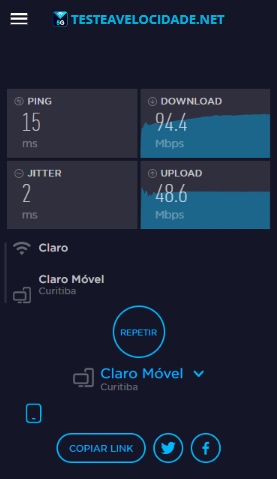 TESTEAVELOCIDADE.NET
PING
15
ms
DOWNLOAD
94.4
Mbps
JITTER
2
ms
UPLOAD
48.6
Mbps
Claro
Claro Móvel
Curitiba
REPETIR
Claro Móvel
Curitiba
COPIAR LINK